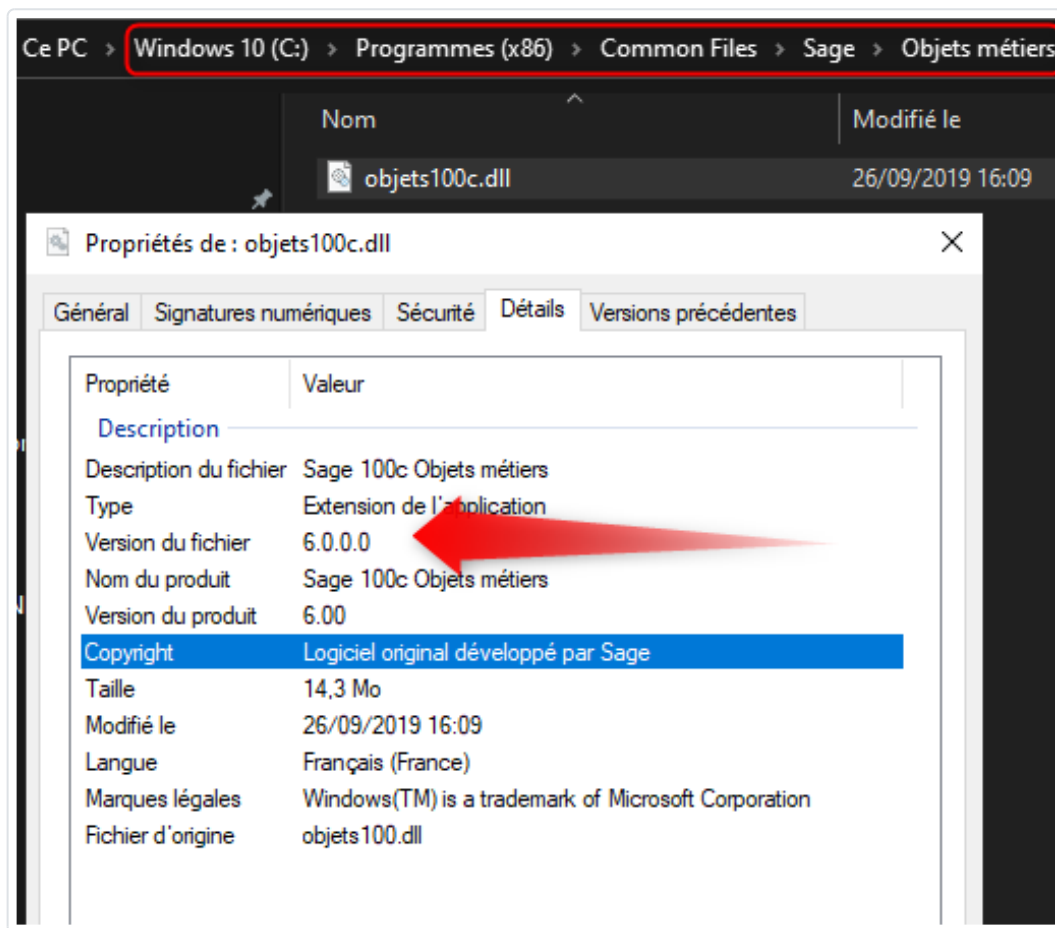 Ce PC > Windows 10 (C:) > Programmes (x86) > Common Files > Sage > Objets métiers
Nom Modifié le
objets100c.dll 26/09/2019 16:09
Propriétés de : objets100c.dll
Général Signatures numériques Sécurité Détails Versions précédentes
Propriété Valeur
Description
Description du fichier Sage 100c Objets métiers
Type Extension de l'application
Version du fichier 6.0.0.0
Nom du produit Sage 100c Objets métiers
Version du produit 6.00
Copyright Logiciel original développé par Sage
Taille 14,3 Mo
Modifié le 26/09/2019 16:09
Langue Français (France)
Marques légales Windows(TM) is a trademark of Microsoft Corporation
Fichier d'origine objets100.dll